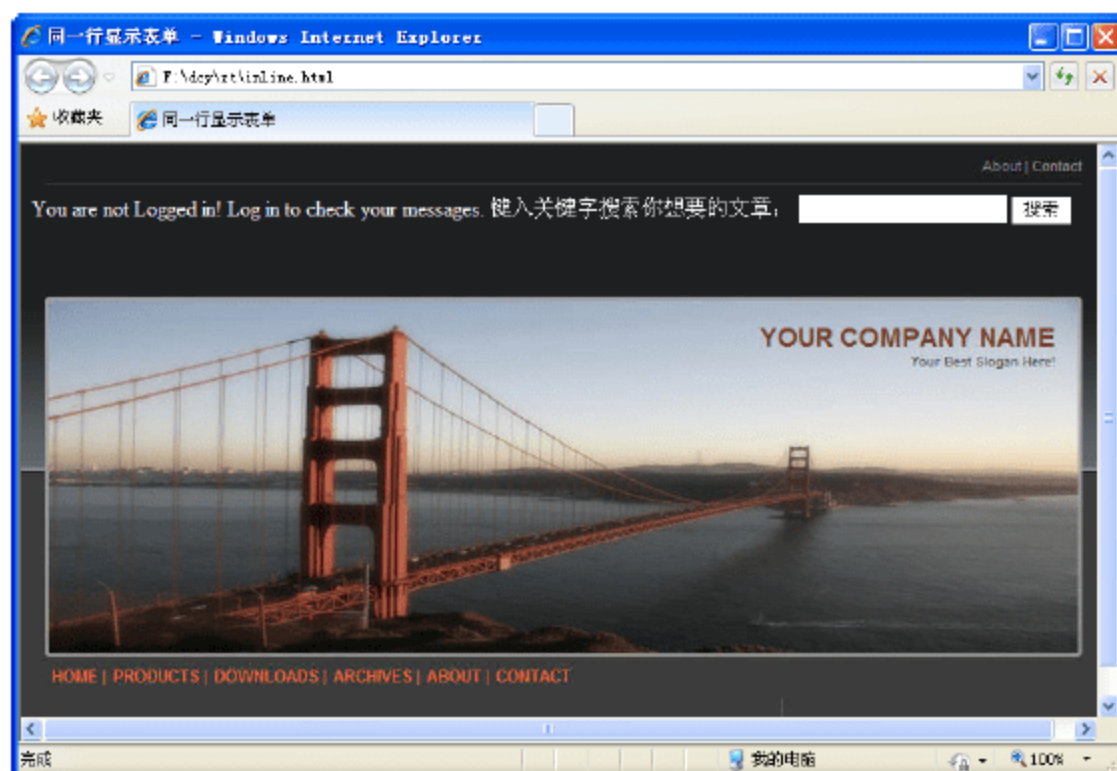 同一行显示表单 - Windows Internet Explorer
F:\dcy\rt\inline.html
收藏夹 同一行显示表单
About | Contact
You are not Logged in! Log in to check your messages. 键入关键字搜索你想要的文章： 搜索
YOUR COMPANY NAME
Your Best Slogan Here!
HOME | PRODUCTS | DOWNLOADS | ARCHIVES | ABOUT | CONTACT
完成 我的电脑 100%